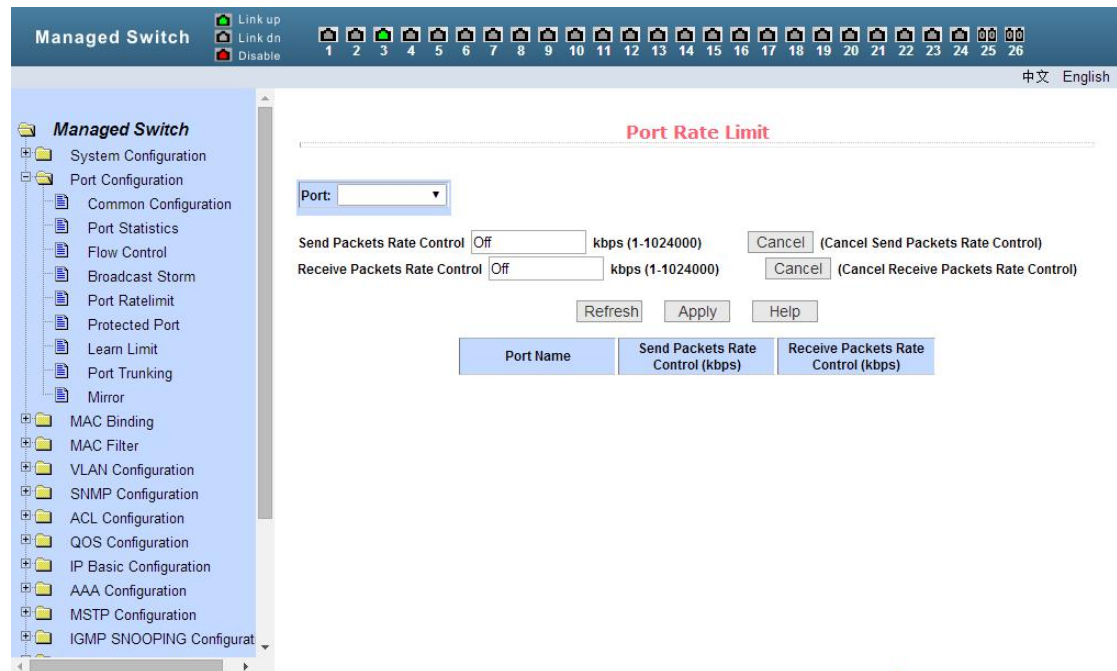 Managed Switch
Link up
Link dn
Disable
1 2 3 4 5 6 7 8 9 10 11 12 13 14 15 16 17 18 19 20 21 22 23 24 25 26
中文 English
Managed Switch
System Configuration
Port Configuration
Common Configuration
Port Statistics
Flow Control
Broadcast Storm
Port Ratelimit
Protected Port
Learn Limit
Port Trunking
Mirror
MAC Binding
MAC Filter
VLAN Configuration
SNMP Configuration
ACL Configuration
QOS Configuration
IP Basic Configuration
AAA Configuration
MSTP Configuration
IGMP SNOOPING Configurat
Port Rate Limit
Port:
Send Packets Rate Control Off kbps (1-1024000) Cancel (Cancel Send Packets Rate Control)
Receive Packets Rate Control Off kbps (1-1024000) Cancel (Cancel Receive Packets Rate Control)
Refresh Apply Help
Port Name
Send Packets Rate
Control (kbps)
Receive Packets Rate
Control (kbps)